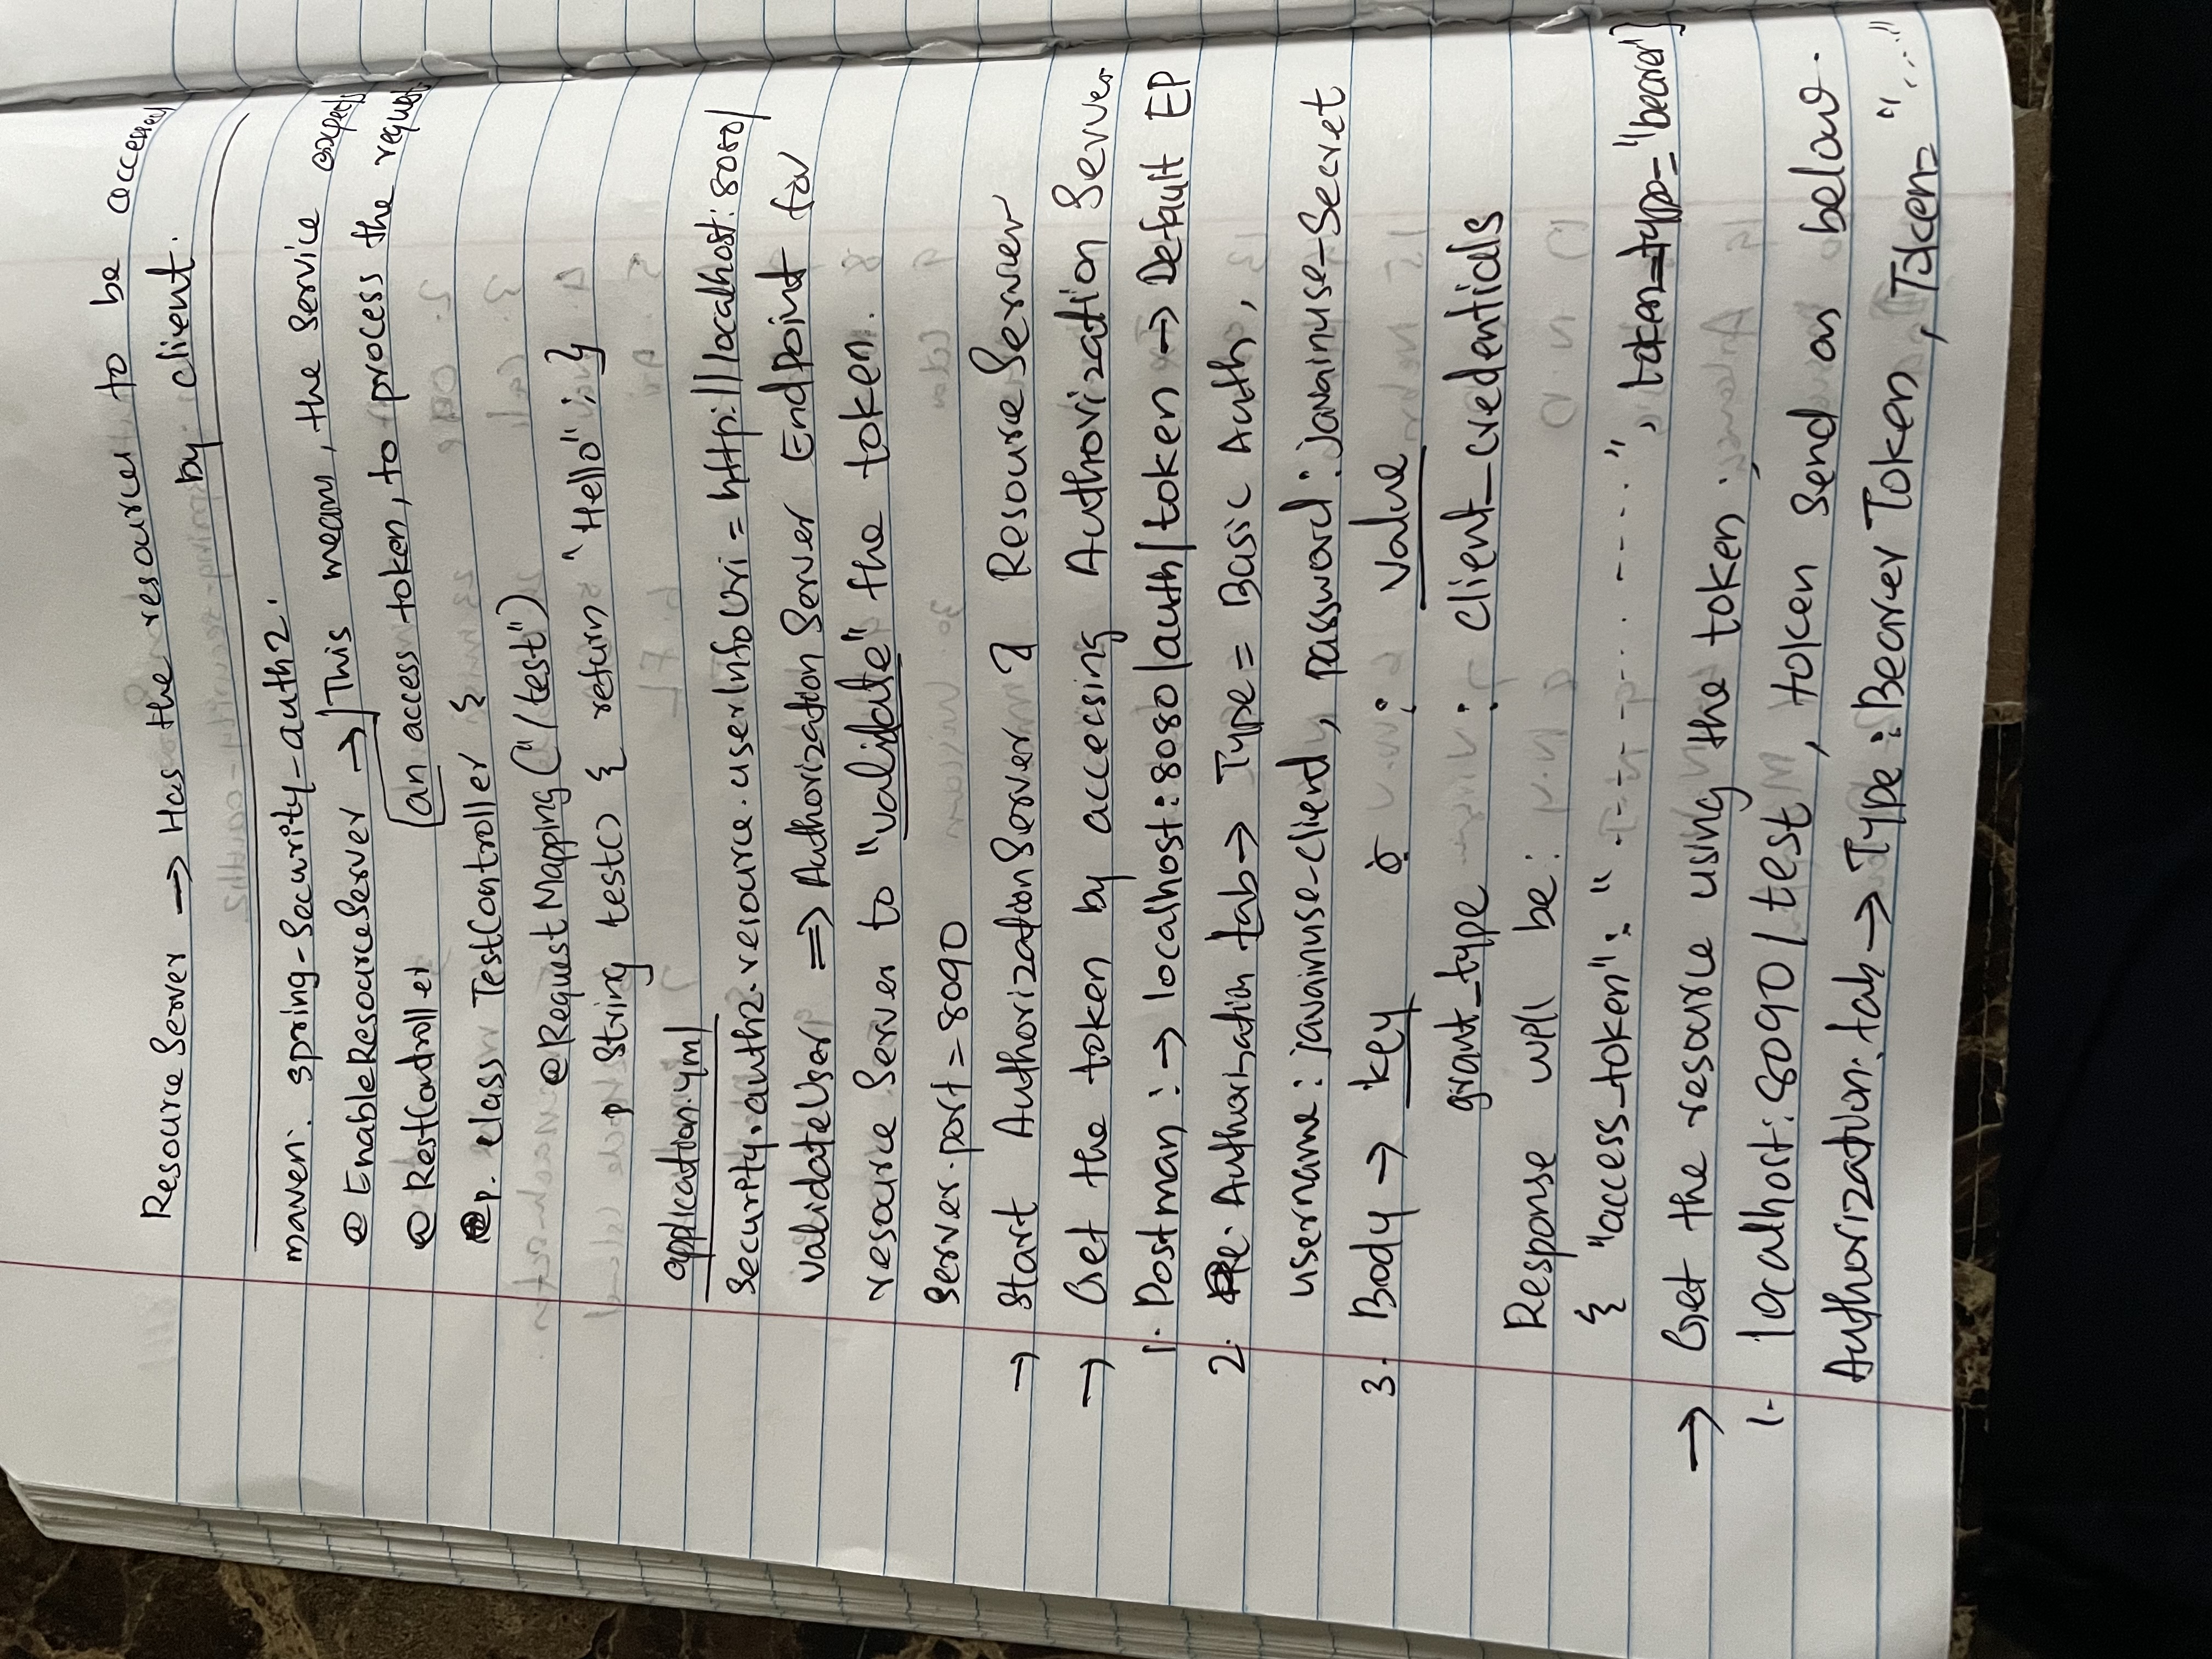 Resource Server → Has the resources to be accessed
by client.
maven: spring-security-auth2.
@EnableResourceServer → This means, the service expects
@RestController an access token, to process the request
p. class TestController {
@RequestMapping("/test")
p String test() { return "Hello"; }
application.yml
security.auth2.resource.userInfoUri = http://localhost:8080/
validateUser ⇒ Authorization Server EndPoint for
resource Server to "validate" the token.
server.port = 8090
→ Start Authorization Server & Resource Server
→ Get the token by accessing Authorization Server
1. Postman : → localhost:8080/auth/token → Default EP
2. Authorization tab → Type = Basic Auth,
username : javainuse-client, password : javainuse-secret
3. Body → key : value
grant_type : client_credentials
Response will be:
{ "access_token": "- - - - - - - - - - - -", token_type="bearer"}
→ Get the resource using the token:
1. localhost:8090/test, token send as below.
Authorization: tab → Type : Bearer Token, Token= "....."